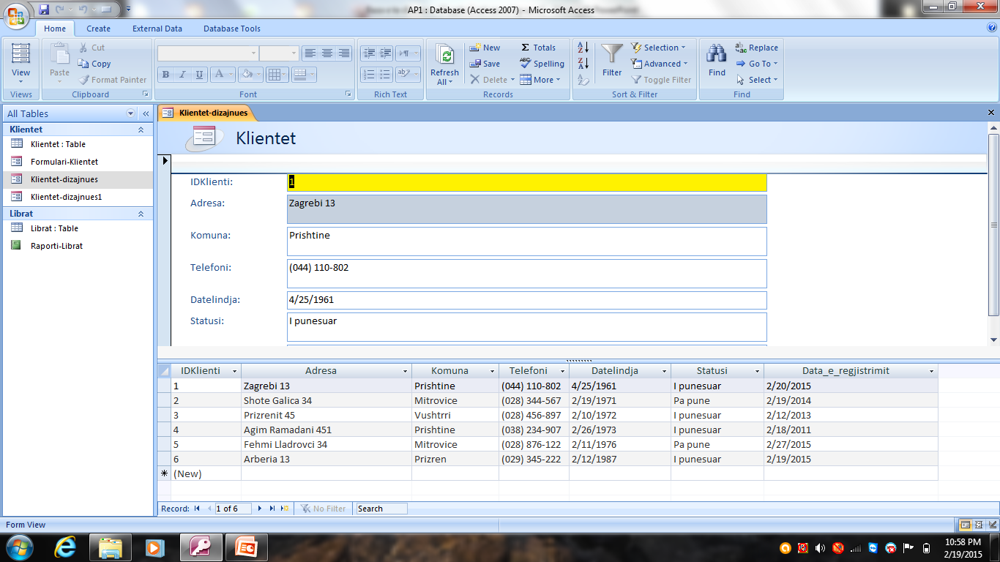 AP1 : Database (Access 2007) - Microsoft Access
Home Create External Data Database Tools
View
Views
Paste
Cut
Copy
Format Painter
Clipboard
B I U A
Font
ab
Rich Text
Refresh All
New
Save
Delete
Totals
Spelling
More
Records
Filter
Selection
Advanced
Toggle Filter
Sort & Filter
Find
Replace
Go To
Select
Find
All Tables
Klientet
Klientet : Table
Formulari-Klientet
Klientet-dizajnues
Klientet-dizajnues1
Librat
Librat : Table
Raporti-Librat
Klientet-dizajnues
Klientet
IDKlienti: 1
Adresa: Zagrebi 13
Komuna: Prishtine
Telefoni: (044) 110-802
Datelindja: 4/25/1961
Statusi: I punesuar
IDKlienti Adresa Komuna Telefoni Datelindja Statusi Data_e_regjistrimit
1 Zagrebi 13 Prishtine (044) 110-802 4/25/1961 I punesuar 2/20/2015
2 Shote Galica 34 Mitrovice (028) 344-567 2/19/1971 Pa pune 2/19/2014
3 Prizrenit 45 Vushtrri (028) 456-897 2/10/1972 I punesuar 2/12/2013
4 Agim Ramadani 451 Prishtine (038) 234-907 2/26/1973 I punesuar 2/18/2011
5 Fehmi Lladrovci 34 Mitrovice (028) 876-122 2/11/1976 Pa pune 2/27/2015
6 Arberia 13 Prizren (029) 345-222 2/12/1987 I punesuar 2/19/2015
(New)
Record: 1 of 6 No Filter Search
Form View
10:58 PM
2/19/2015